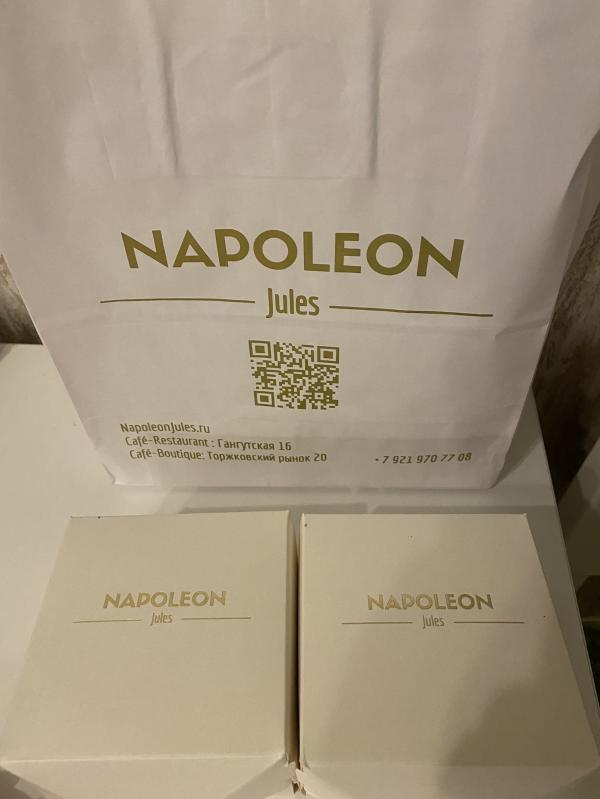 NAPOLEON
Jules
NapoleonJules.ru
Café-Restaurant : Гангутская 16
Café-Boutique: Торжковский рынок 20
+7 921 970 77 08
NAPOLEON
Jules
NAPOLEON
Jules